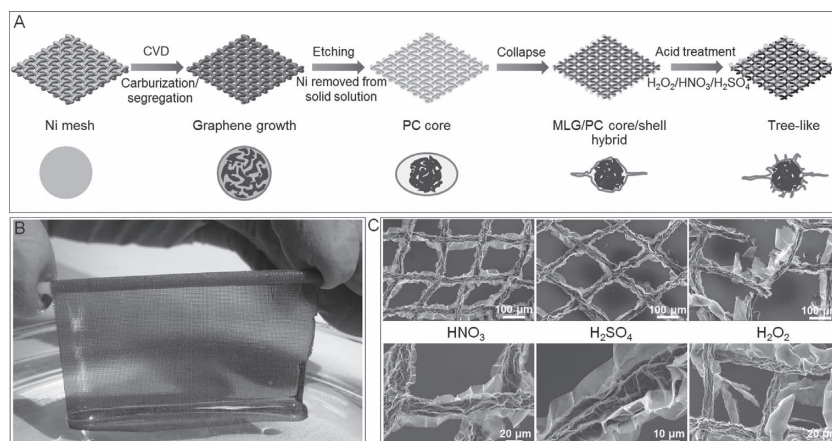 A
CVD
Carburization/
segregation
Etching
Ni removed from
solid solution
Collapse
Acid treatment
H₂O₂/HNO₃/H₂SO₄
Ni mesh
Graphene growth
PC core
MLG/PC core/shell
hybrid
Tree-like
B
C
100 µm
100 µm
100 µm
HNO₃
H₂SO₄
H₂O₂
20 µm
10 µm
20 µm